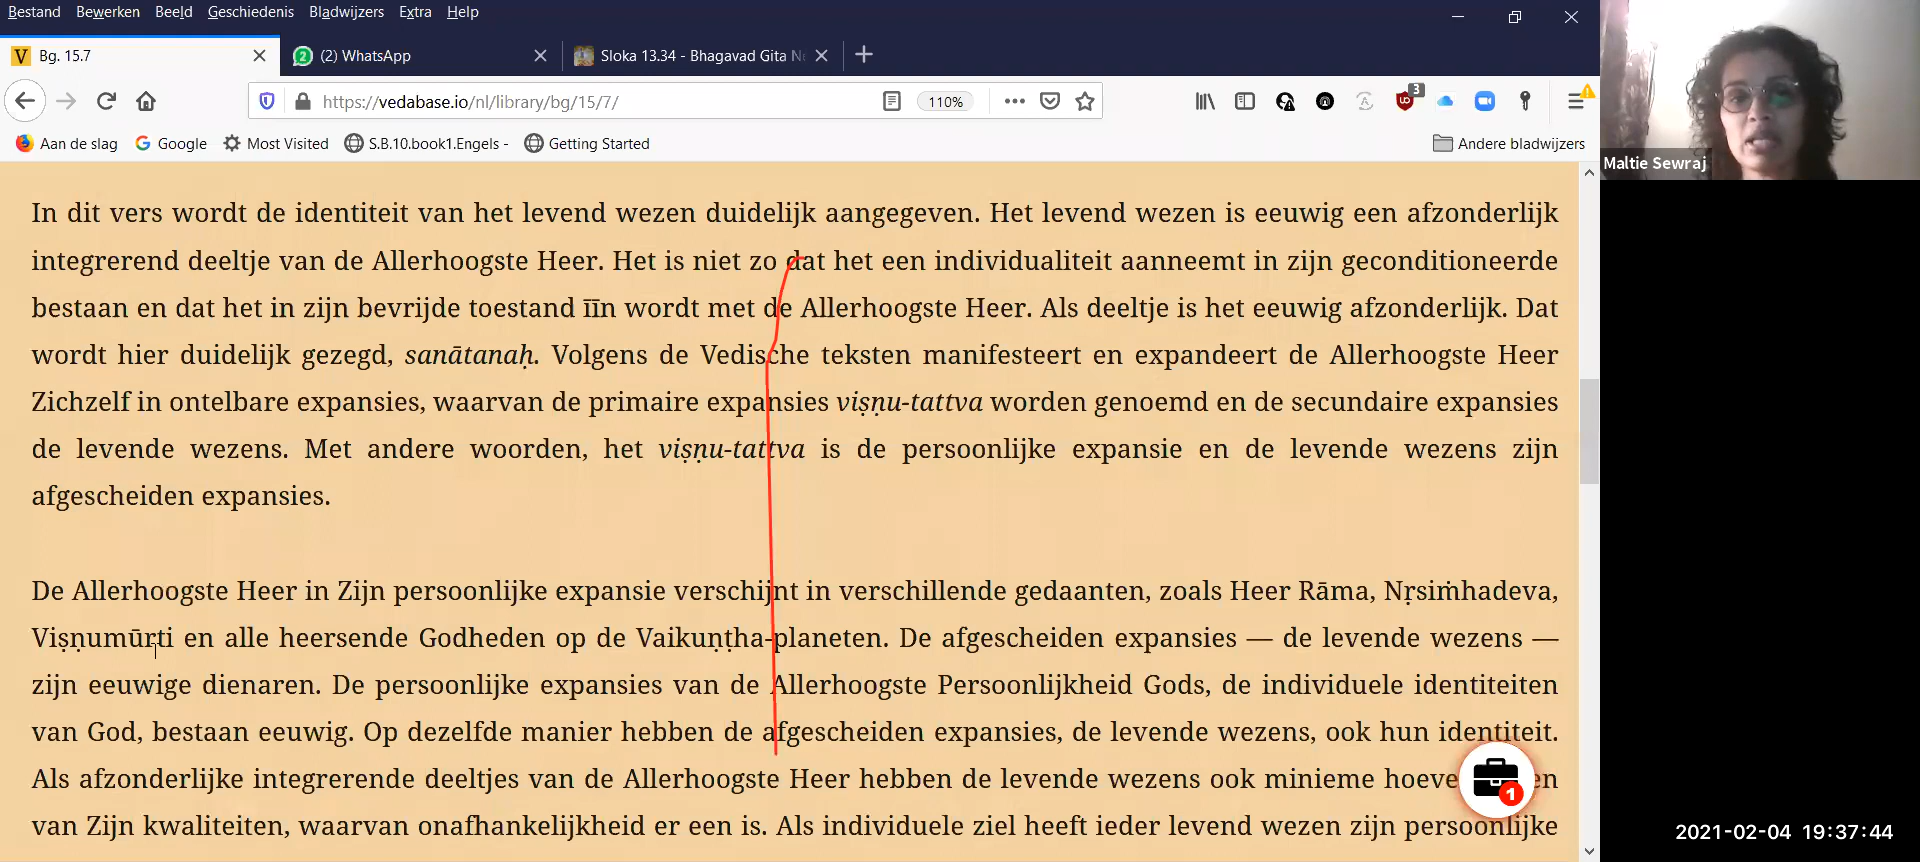 Bestand Bewerken Beeld Geschiedenis Bladwijzers Extra Help
V Bg. 15.7
2 (2) WhatsApp
Sloka 13.34 - Bhagavad Gita
https://vedabase.io/nl/library/bg/15/7/
110%
3
Aan de slag
Google
Most Visited
S.B.10.book1.Engels -
Getting Started
Andere bladwijzers
In dit vers wordt de identiteit van het levend wezen duidelijk aangegeven. Het levend wezen is eeuwig een afzonderlijk
integrerend deeltje van de Allerhoogste Heer. Het is niet zo dat het een individualiteit aanneemt in zijn geconditioneerde
bestaan en dat het in zijn bevrijde toestand īīn wordt met de Allerhoogste Heer. Als deeltje is het eeuwig afzonderlijk. Dat
wordt hier duidelijk gezegd, sanātanaḥ. Volgens de Vedische teksten manifesteert en expandeert de Allerhoogste Heer
Zichzelf in ontelbare expansies, waarvan de primaire expansies viṣṇu-tattva worden genoemd en de secundaire expansies
de levende wezens. Met andere woorden, het viṣṇu-tattva is de persoonlijke expansie en de levende wezens zijn
afgescheiden expansies.
De Allerhoogste Heer in Zijn persoonlijke expansie verschijnt in verschillende gedaanten, zoals Heer Rāma, Nṛsiṁhadeva,
Viṣṇumūrti en alle heersende Godheden op de Vaikuṇṭha-planeten. De afgescheiden expansies — de levende wezens —
zijn eeuwige dienaren. De persoonlijke expansies van de Allerhoogste Persoonlijkheid Gods, de individuele identiteiten
van God, bestaan eeuwig. Op dezelfde manier hebben de afgescheiden expansies, de levende wezens, ook hun identiteit.
Als afzonderlijke integrerende deeltjes van de Allerhoogste Heer hebben de levende wezens ook minieme
van Zijn kwaliteiten, waarvan onafhankelijkheid er een is. Als individuele ziel heeft ieder levend wezen zijn persoonlijke
1
Maltie Sewraj
2021-02-04 19:37:44